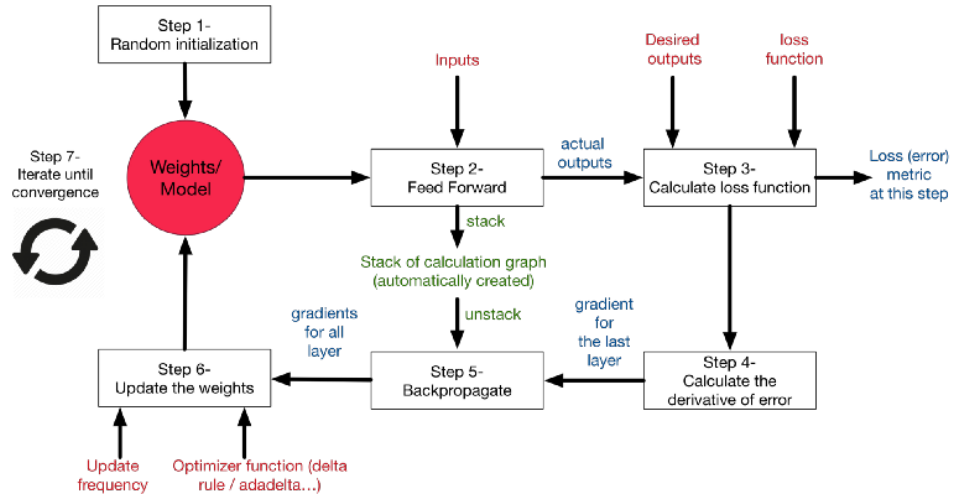 Step 1-
Random initialization
Inputs
Desired
outputs
loss
function
Step 7-
Iterate until
convergence
Weights/
Model
Step 2-
Feed Forward
actual
outputs
Step 3-
Calculate loss function
Loss (error)
metric
at this step
stack
Stack of calculation graph
(automatically created)
unstack
gradients
for all
layer
gradient
for
the last
layer
Step 6-
Update the weights
Step 5-
Backpropagate
Step 4-
Calculate the
derivative of error
Update
frequency
Optimizer function (delta
rule / adadelta...)